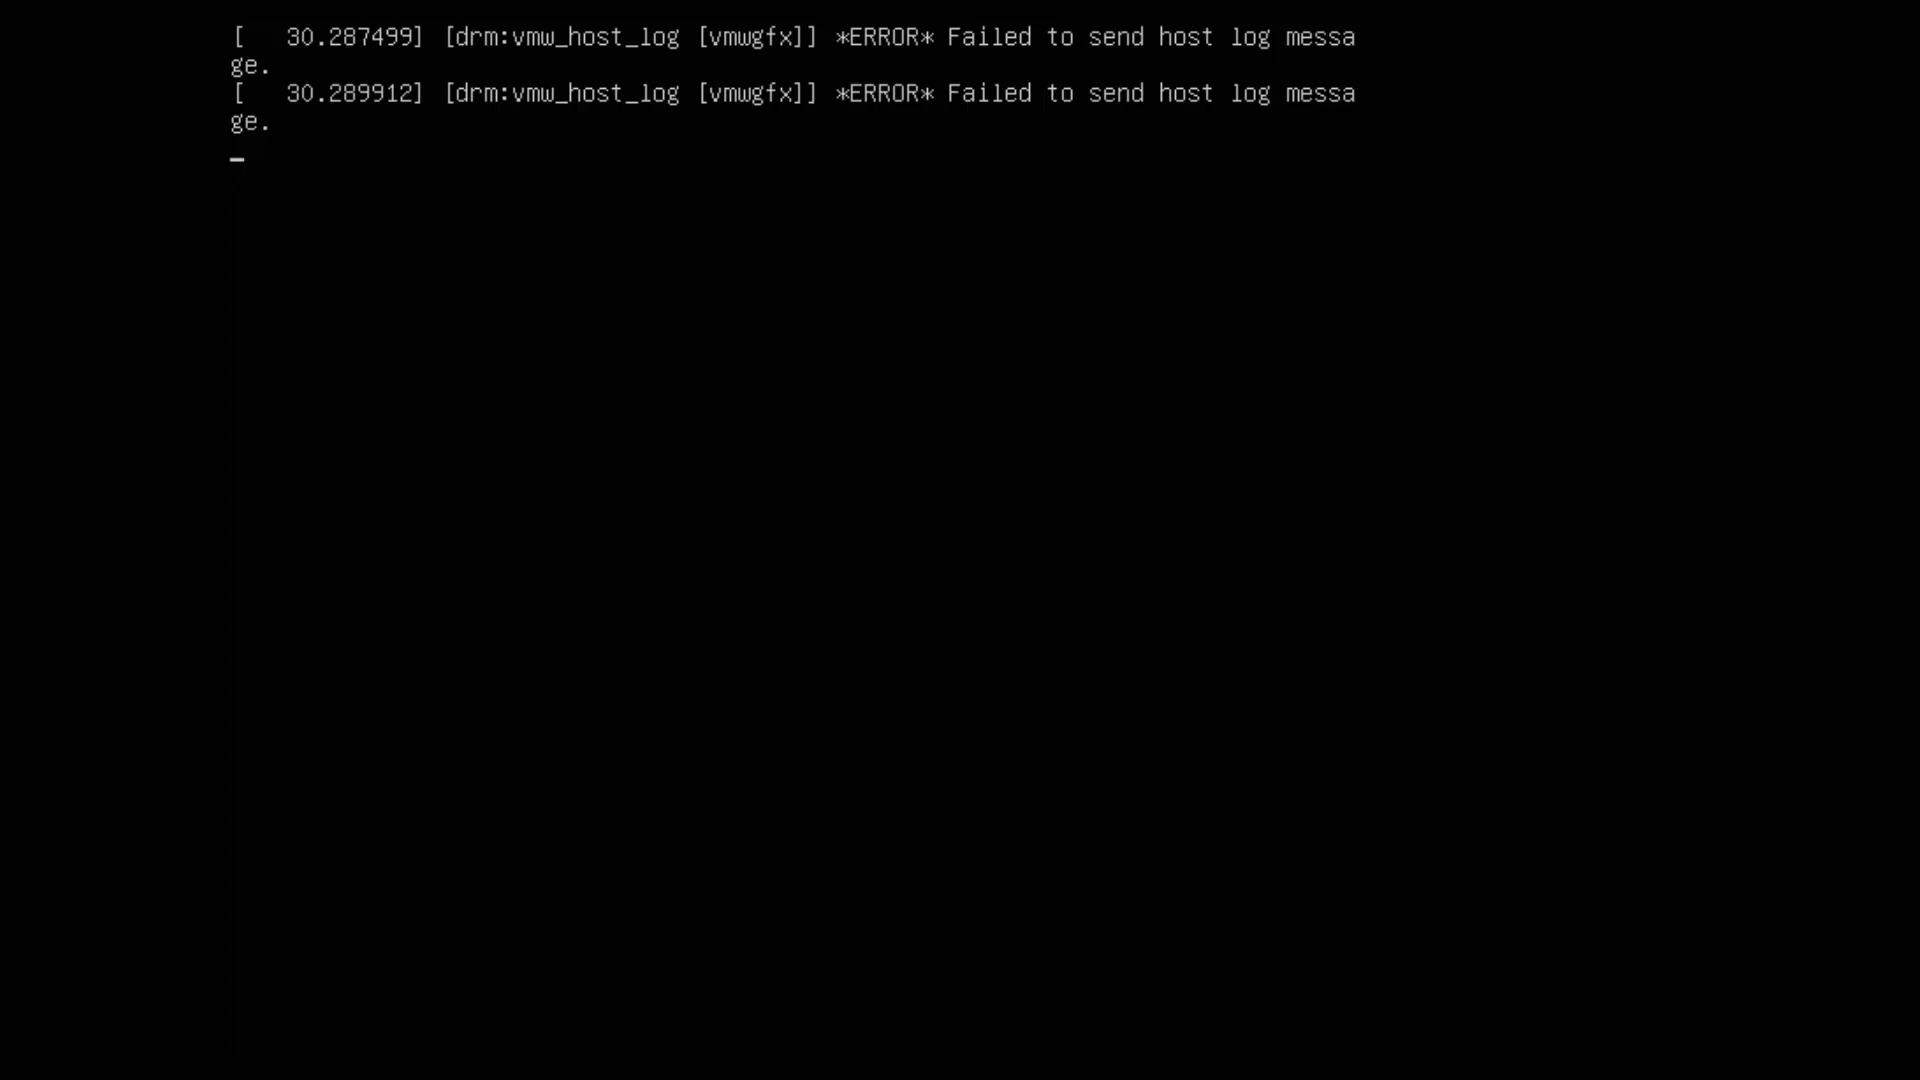 [   30.287499] [drm:vmw_host_log [vmwgfx]] *ERROR* Failed to send host log messa
ge.
[   30.289912] [drm:vmw_host_log [vmwgfx]] *ERROR* Failed to send host log messa
ge.